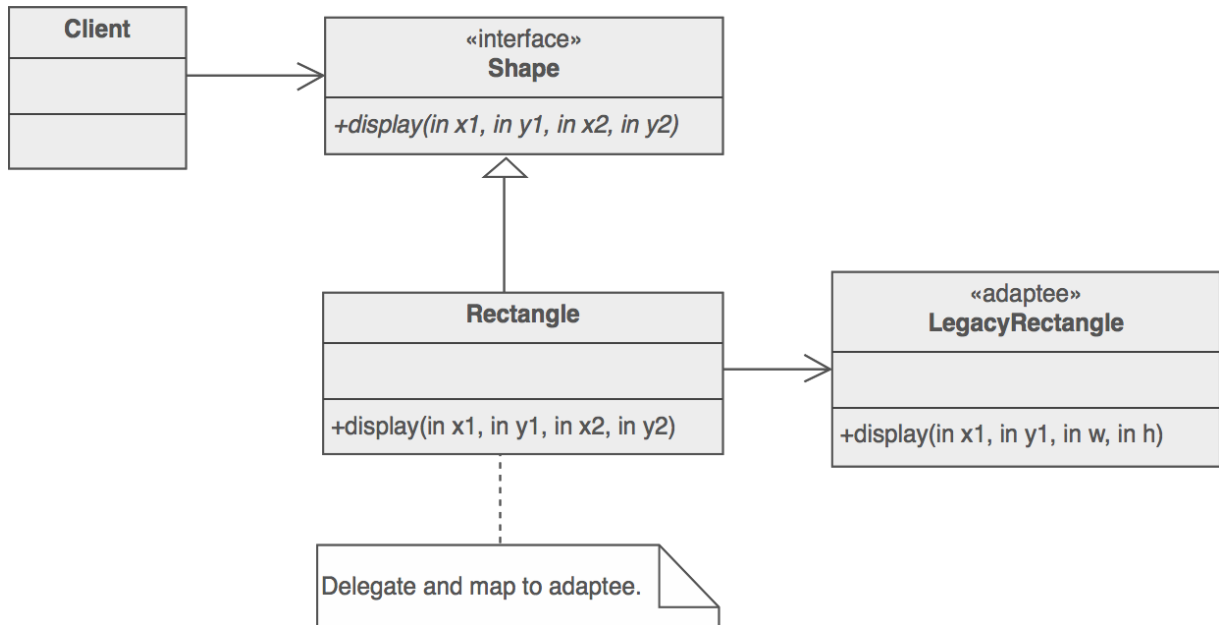 Client
«interface»
Shape
+display(in x1, in y1, in x2, in y2)
Rectangle
+display(in x1, in y1, in x2, in y2)
«adaptee»
LegacyRectangle
+display(in x1, in y1, in w, in h)
Delegate and map to adaptee.